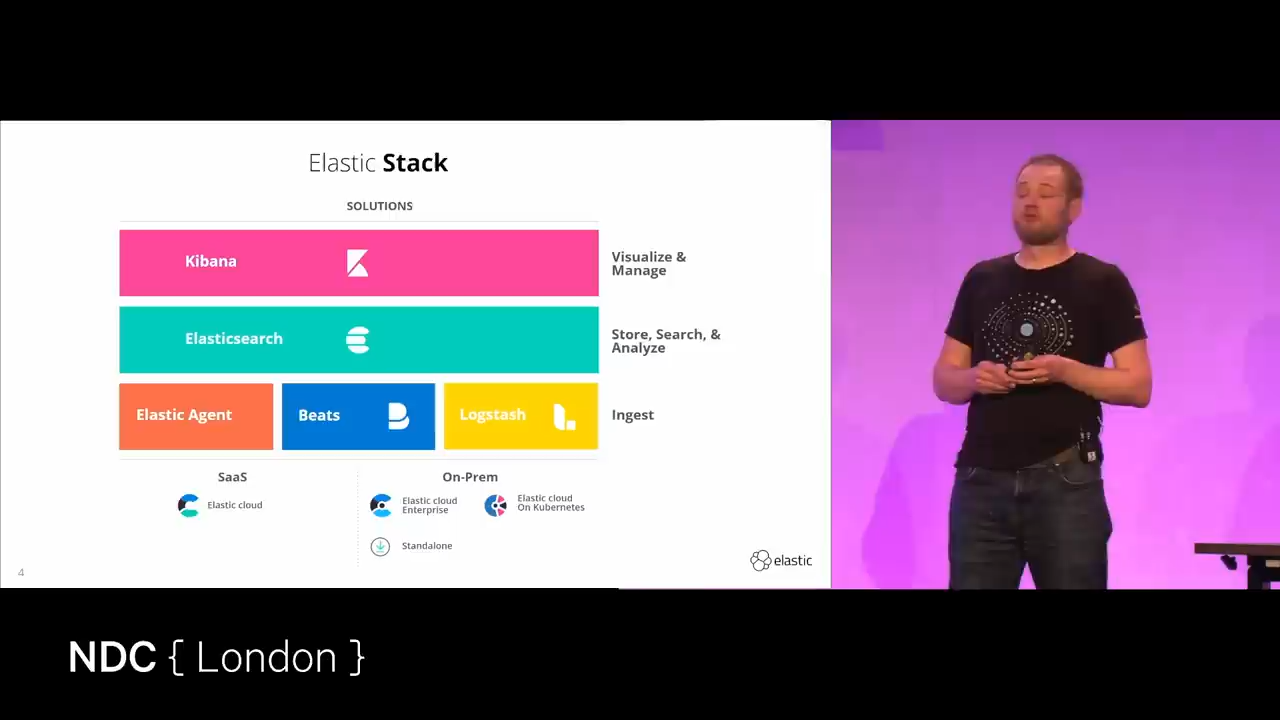 Elastic Stack
SOLUTIONS
Kibana
Visualize &
Manage
Elasticsearch
Store, Search, &
Analyze
Elastic Agent
Beats
Logstash
Ingest
SaaS
On-Prem
Elastic cloud
Elastic cloud
Enterprise
Elastic cloud
On Kubernetes
Standalone
4
elastic
NDC { London }